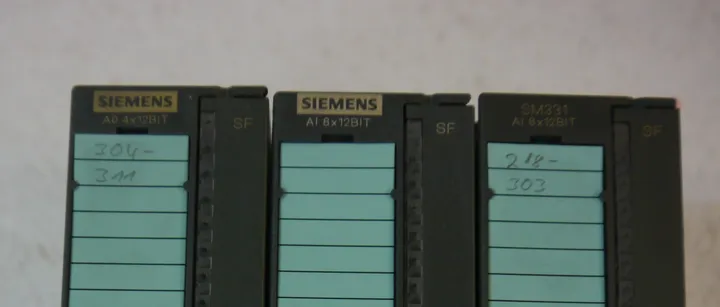 SIEMENS
AO 4x12BIT
SF
304-
311
SIEMENS
AI 8x12BIT
SF
SM331
AI 8x12BIT
SF
218-
303